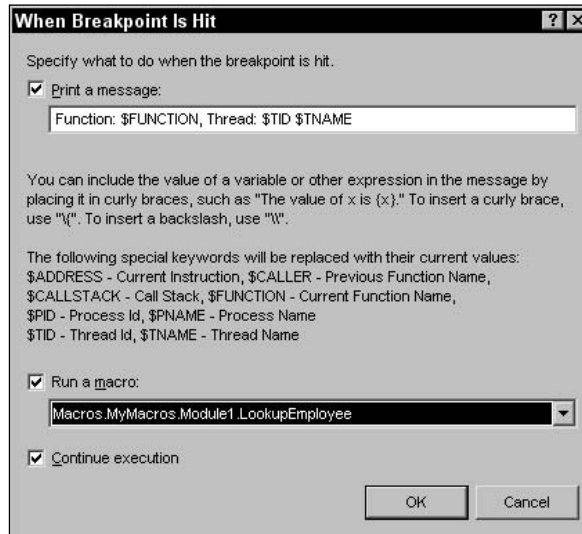 When Breakpoint Is Hit
Specify what to do when the breakpoint is hit.
Print a message:
Function: $FUNCTION, Thread: $TID $TNAME
You can include the value of a variable or other expression in the message by
placing it in curly braces, such as "The value of x is {x}." To insert a curly brace,
use "\{". To insert a backslash, use "\\".
The following special keywords will be replaced with their current values:
$ADDRESS - Current Instruction, $CALLER - Previous Function Name,
$CALLSTACK - Call Stack, $FUNCTION - Current Function Name,
$PID - Process Id, $PNAME - Process Name
$TID - Thread Id, $TNAME - Thread Name
Run a macro:
Macros.MyMacros.Module1.LookupEmployee
Continue execution
OK Cancel